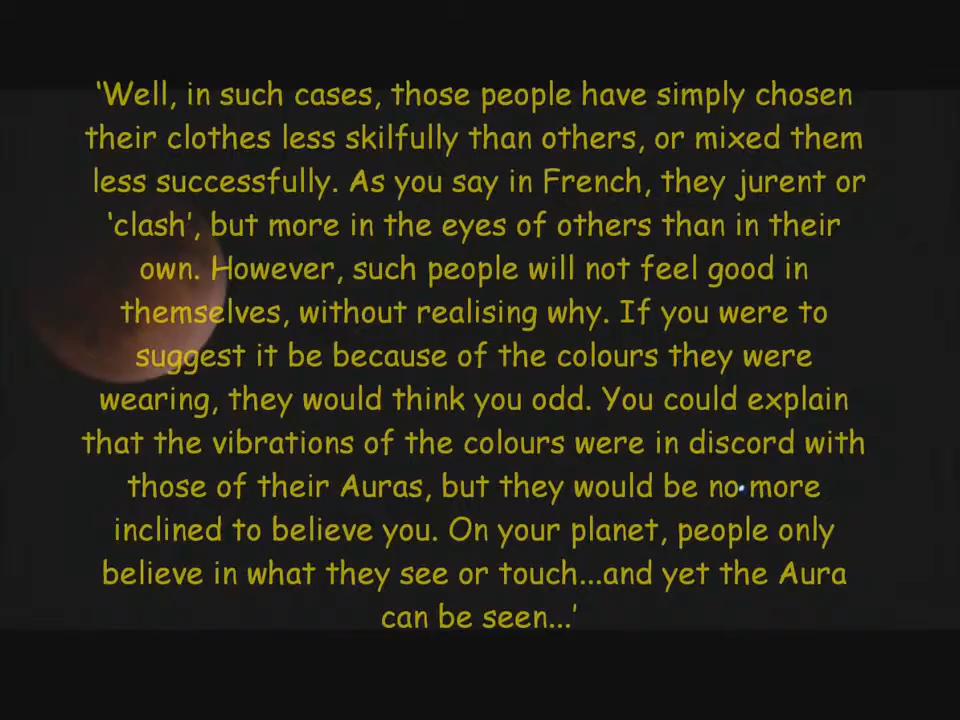 ‘Well, in such cases, those people have simply chosen
their clothes less skilfully than others, or mixed them
less successfully. As you say in French, they jurent or
‘clash’, but more in the eyes of others than in their
own. However, such people will not feel good in
themselves, without realising why. If you were to
suggest it be because of the colours they were
wearing, they would think you odd. You could explain
that the vibrations of the colours were in discord with
those of their Auras, but they would be no more
inclined to believe you. On your planet, people only
believe in what they see or touch...and yet the Aura
can be seen...’